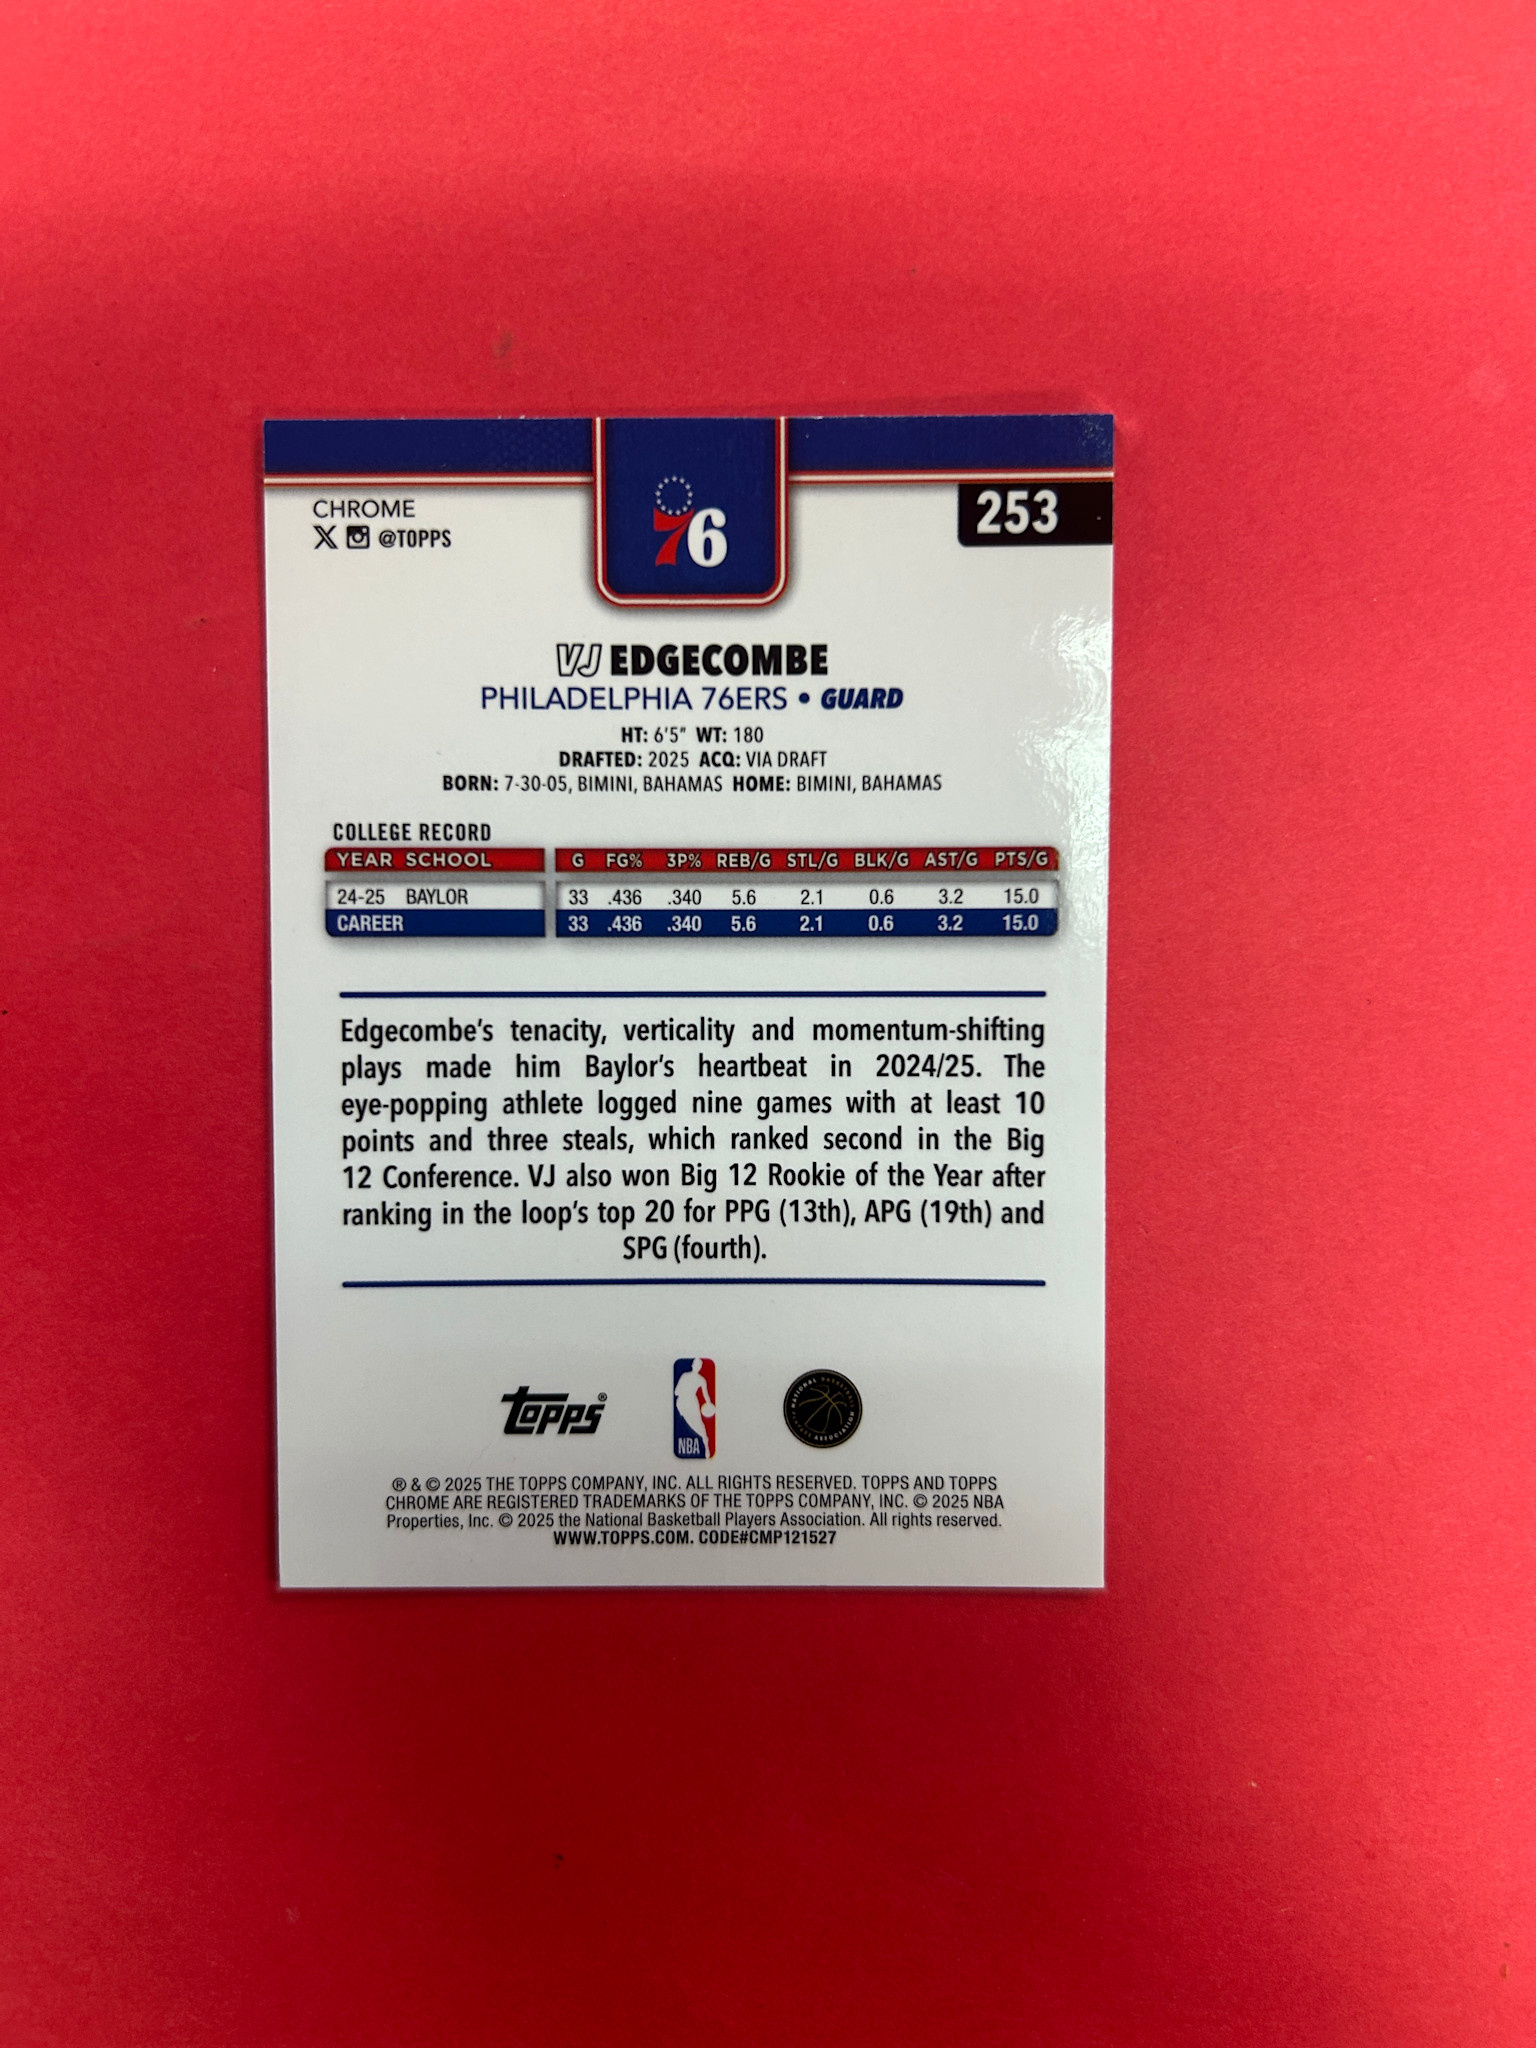 CHROME
X @TOPPS
76
253
VJ EDGECOMBE
PHILADELPHIA 76ERS • GUARD
HT: 6'5" WT: 180
DRAFTED: 2025 ACQ: VIA DRAFT
BORN: 7-30-05, BIMINI, BAHAMAS HOME: BIMINI, BAHAMAS
COLLEGE RECORD
YEAR SCHOOL G FG% 3P% REB/G STL/G BLK/G AST/G PTS/G
24-25 BAYLOR 33 .436 .340 5.6 2.1 0.6 3.2 15.0
CAREER 33 .436 .340 5.6 2.1 0.6 3.2 15.0
Edgecombe's tenacity, verticality and momentum-shifting
plays made him Baylor's heartbeat in 2024/25. The
eye-popping athlete logged nine games with at least 10
points and three steals, which ranked second in the Big
12 Conference. VJ also won Big 12 Rookie of the Year after
ranking in the loop's top 20 for PPG (13th), APG (19th) and
SPG (fourth).
Topps®
NBA
NATIONAL BASKETBALL PLAYERS ASSOCIATION
® & © 2025 THE TOPPS COMPANY, INC. ALL RIGHTS RESERVED. TOPPS AND TOPPS
CHROME ARE REGISTERED TRADEMARKS OF THE TOPPS COMPANY, INC. © 2025 NBA
Properties, Inc. © 2025 the National Basketball Players Association. All rights reserved.
WWW.TOPPS.COM. CODE#CMP121527